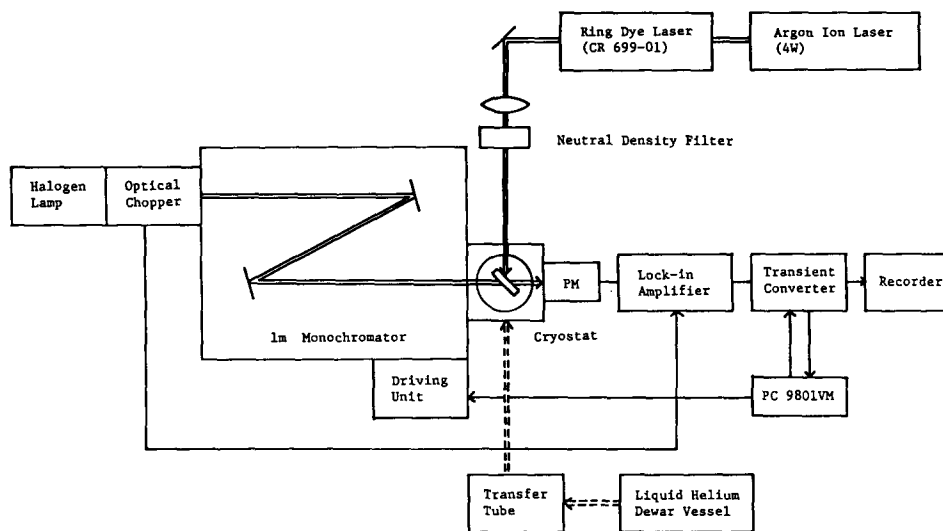 Ring Dye Laser
(CR 699-01)
Argon Ion Laser
(4W)
Neutral Density Filter
Halogen
Lamp
Optical
Chopper
PM
Lock-in
Amplifier
Transient
Converter
Recorder
1m Monochromator
Cryostat
Driving
Unit
PC 9801VM
Transfer
Tube
Liquid Helium
Dewar Vessel